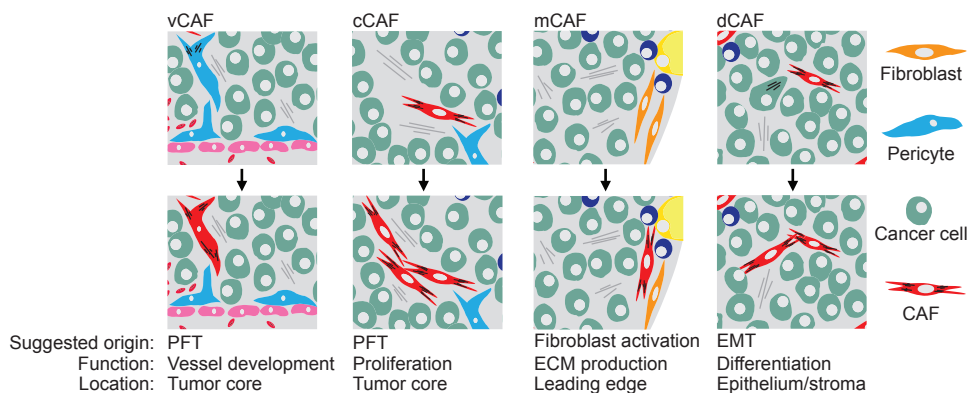 vCAF cCAF mCAF dCAF
Fibroblast
Pericyte
Cancer cell
CAF
Suggested origin: PFT PFT Fibroblast activation EMT
Function: Vessel development Proliferation ECM production Differentiation
Location: Tumor core Tumor core Leading edge Epithelium/stroma